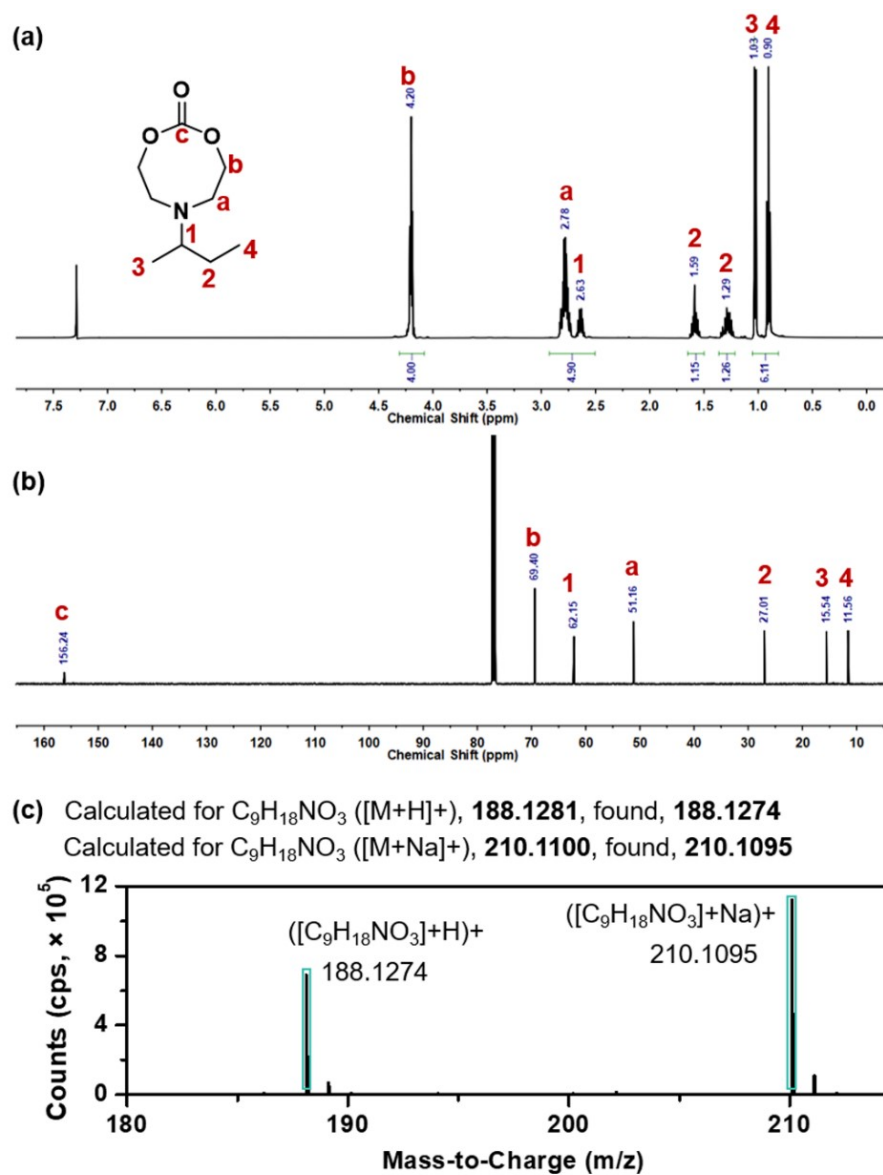 (a)
O
c
O O
b
a
N
1
4
3
2
b
4.20
a
2.78
1
2.63
2
1.59
2
1.29
3 4
1.03
0.90
4.00
4.90
1.15
1.26
6.11
7.5 7.0 6.5 6.0 5.5 5.0 4.5 4.0 3.5 3.0 2.5 2.0 1.5 1.0 0.5 0.0
Chemical Shift (ppm)
(b)
c
156.24
b
69.40
1
62.15
a
51.16
2
27.01
3
15.54
4
11.56
165 160 150 140 130 120 110 100 90 80 70 60 50 40 30 20 10
Chemical Shift (ppm)
(c) Calculated for C₉H₁₈NO₃ ([M+H]+), 188.1281, found, 188.1274
Calculated for C₉H₁₈NO₃ ([M+Na]+), 210.1100, found, 210.1095
Counts (cps, × 10⁵)
12
8
4
0
([C₉H₁₈NO₃]+H)+
188.1274
([C₉H₁₈NO₃]+Na)+
210.1095
180 190 200 210
Mass-to-Charge (m/z)